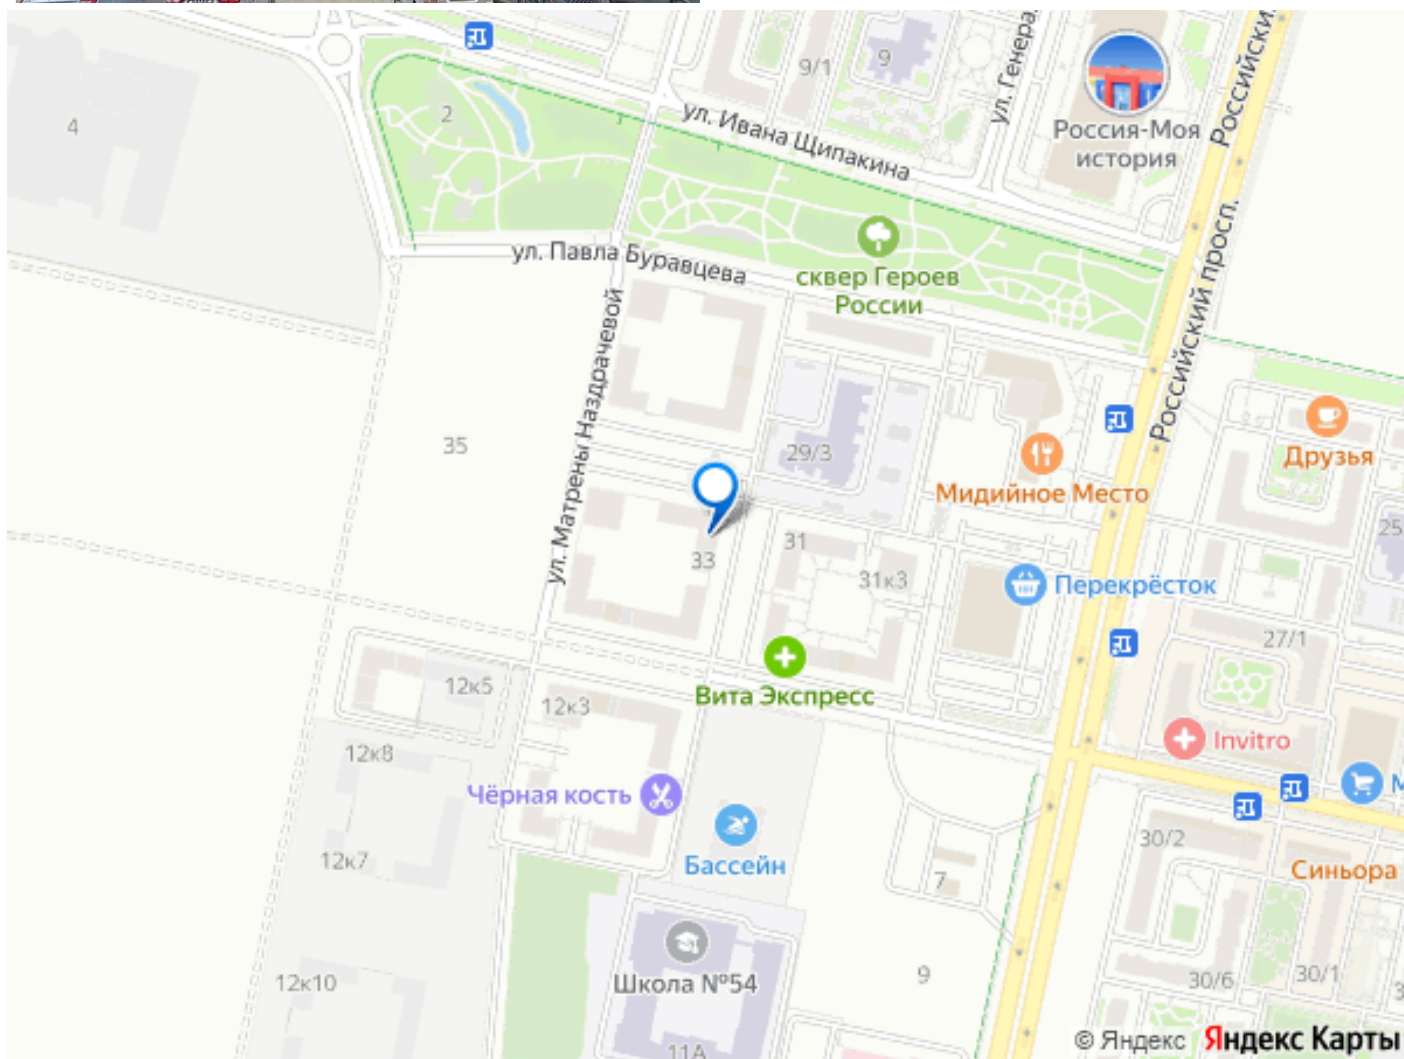 4
2
9/1
9
ул. Генера
Россия-Моя
история
Российски
ул. Ивана Щипакина
ул. Павла Буравцева
сквер Героев
России
Российский просп.
ул. Матрены Наздрачевой
35
29/3
Мидийное Место
Друзья
25
33
31
31к3
Перекрёсток
27/1
Вита Экспресс
12к5
12к3
12к8
Invitro
М
Чёрная кость
Бассейн
12к7
7
30/2
Синьора
Школа №54
12к10
9
30/6
30/1
3
11А
© Яндекс Яндекс Карты